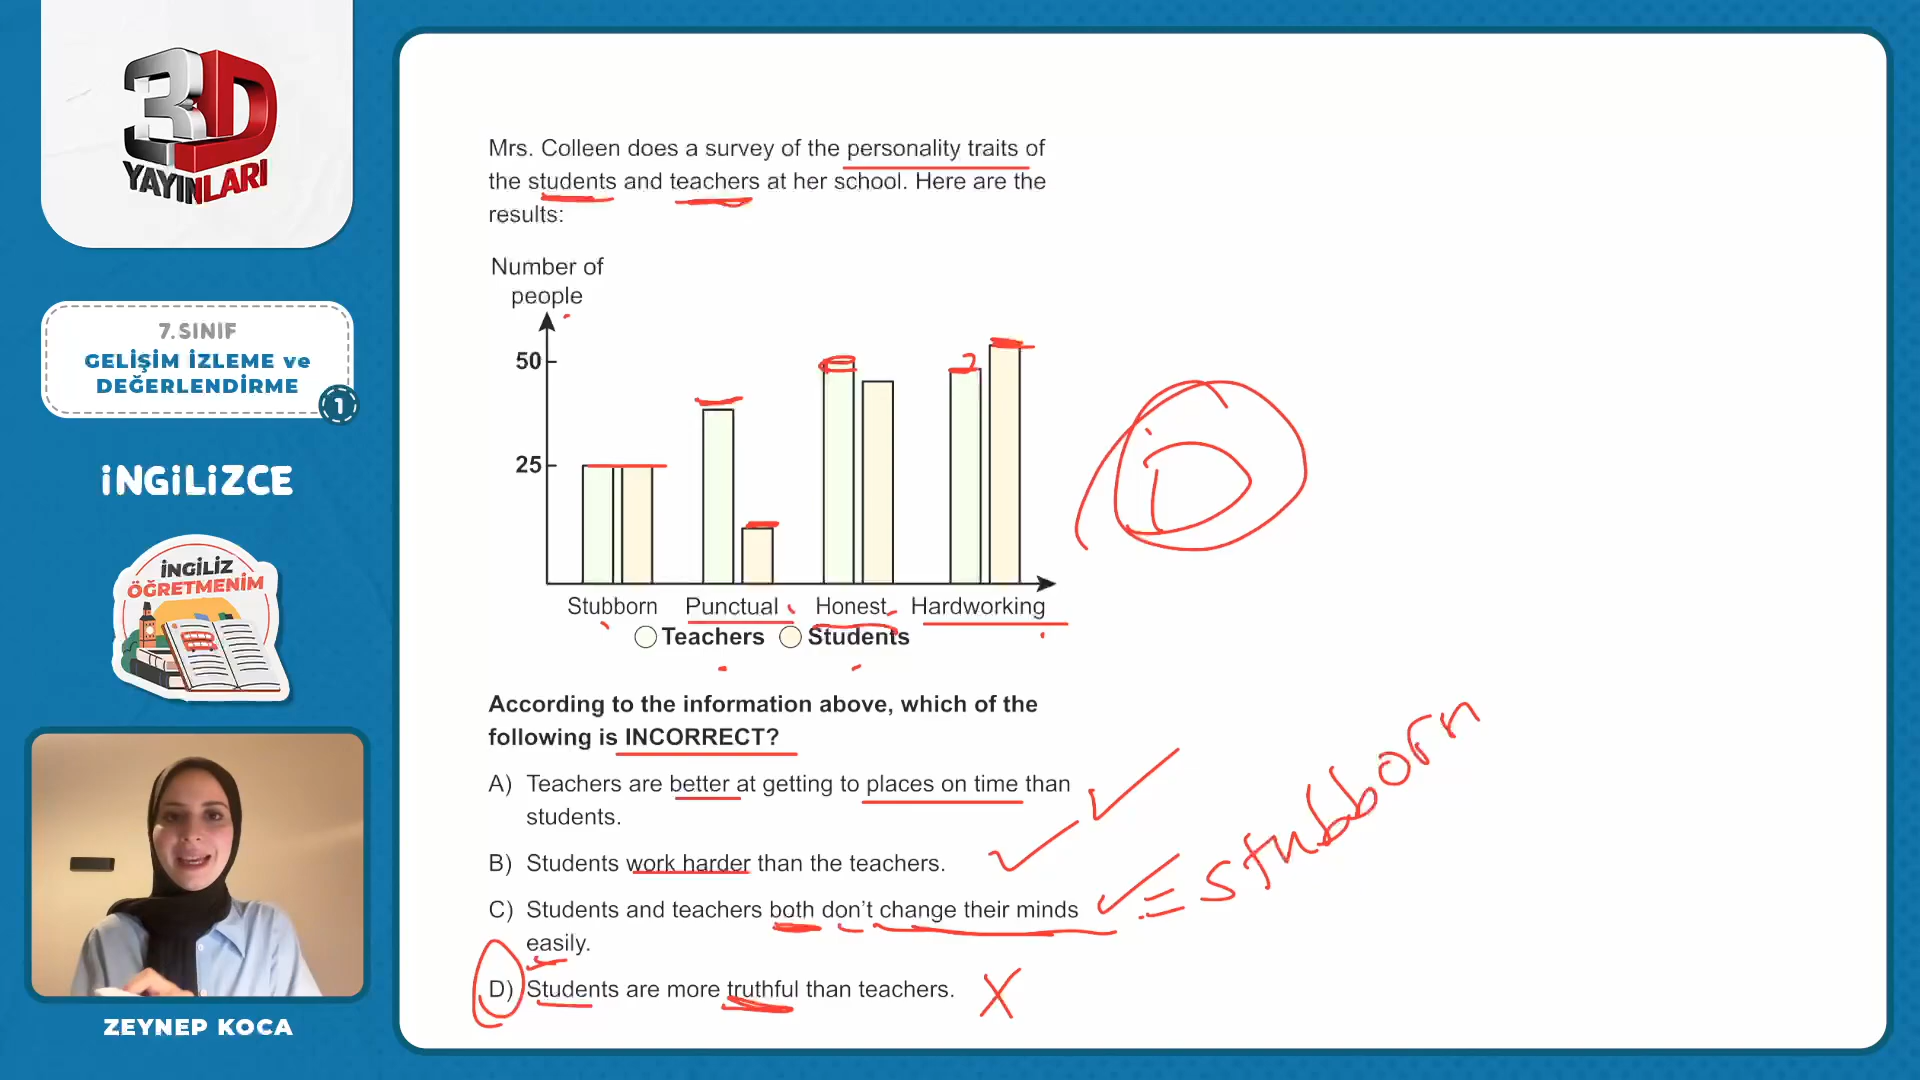 3D
YAYINLARI
7.SINIF
GELİŞİM İZLEME ve
DEĞERLENDİRME
1
İNGİLİZCE
İNGİLİZ
ÖĞRETMENİM
ZEYNEP KOCA
Mrs. Colleen does a survey of the personality traits of
the students and teachers at her school. Here are the
results:
Number of
people
50
25
Stubborn Punctual Honest Hardworking
Teachers Students
D
According to the information above, which of the
following is INCORRECT?
A) Teachers are better at getting to places on time than
students.
B) Students work harder than the teachers.
C) Students and teachers both don't change their minds
easily.
= stubborn
D) Students are more truthful than teachers.